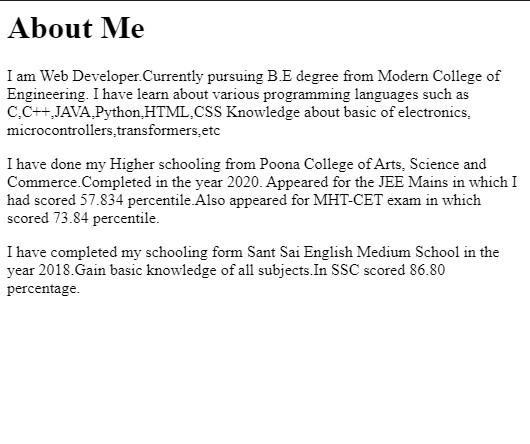 About Me
I am Web Developer.Currently pursuing B.E degree from Modern College of
Engineering. I have learn about various programming languages such as
C,C++,JAVA,Python,HTML,CSS Knowledge about basic of electronics,
microcontrollers,transformers,etc
I have done my Higher schooling from Poona College of Arts, Science and
Commerce.Completed in the year 2020. Appeared for the JEE Mains in which I
had scored 57.834 percentile.Also appeared for MHT-CET exam in which
scored 73.84 percentile.
I have completed my schooling form Sant Sai English Medium School in the
year 2018.Gain basic knowledge of all subjects.In SSC scored 86.80
percentage.